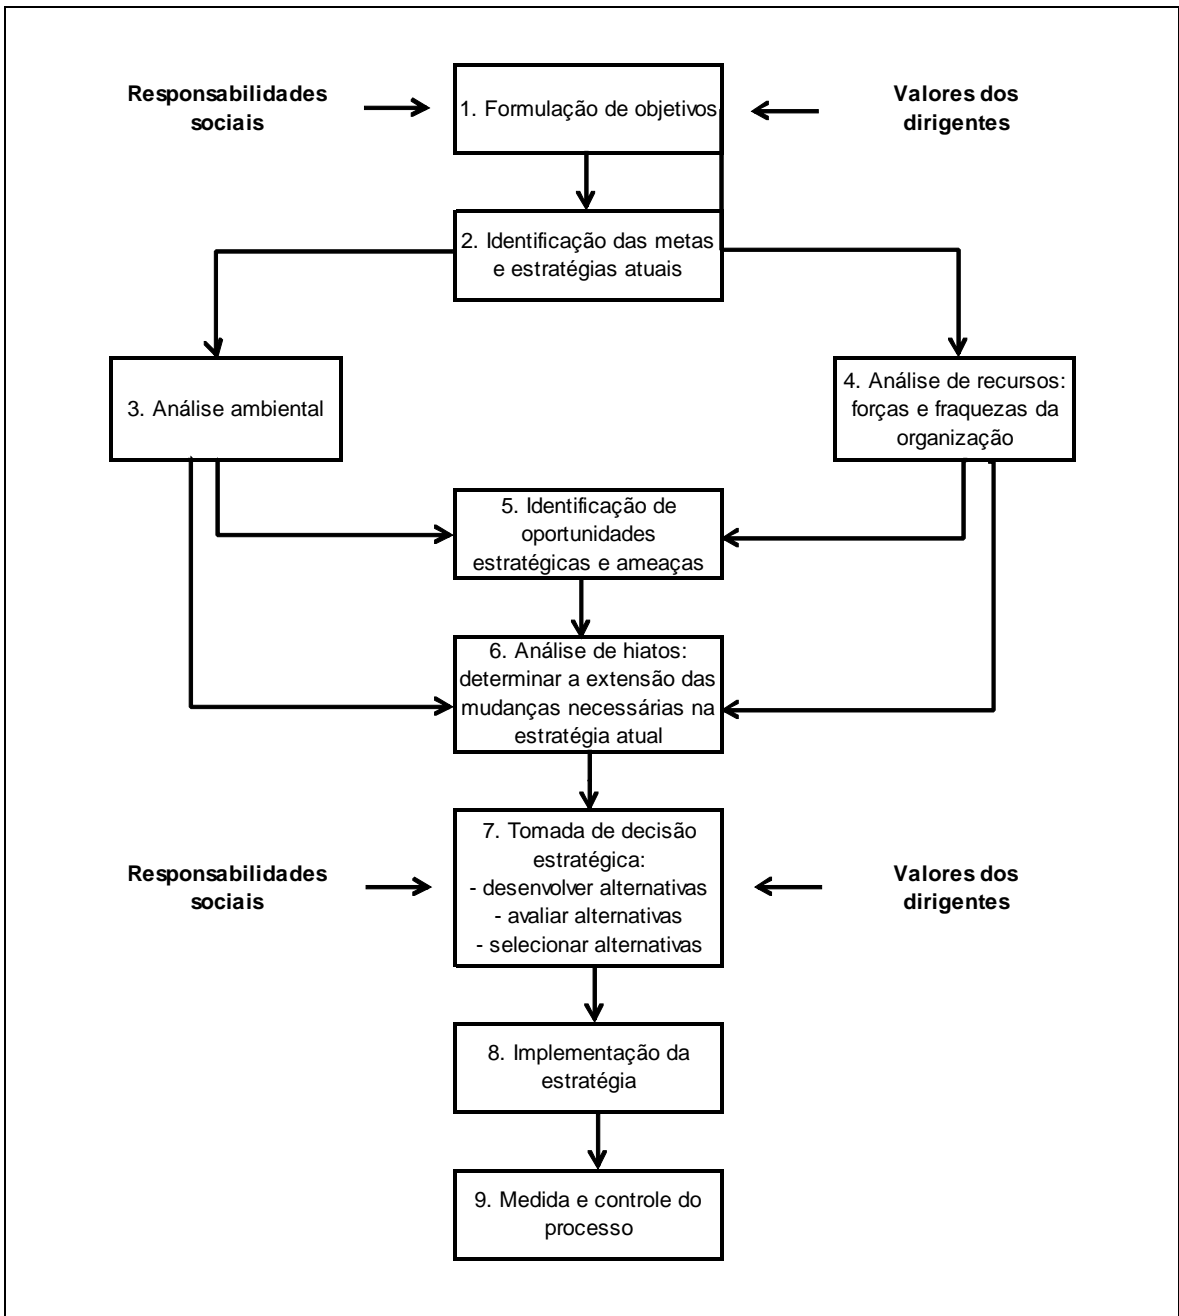 Responsabilidades
sociais
1. Formulação de objetivos
Valores dos
dirigentes
2. Identificação das metas
e estratégias atuais
3. Análise ambiental
4. Análise de recursos:
forças e fraquezas da
organização
5. Identificação de
oportunidades
estratégicas e ameaças
6. Análise de hiatos:
determinar a extensão das
mudanças necessárias na
estratégia atual
Responsabilidades
sociais
7. Tomada de decisão
estratégica:
- desenvolver alternativas
- avaliar alternativas
- selecionar alternativas
Valores dos
dirigentes
8. Implementação da
estratégia
9. Medida e controle do
processo